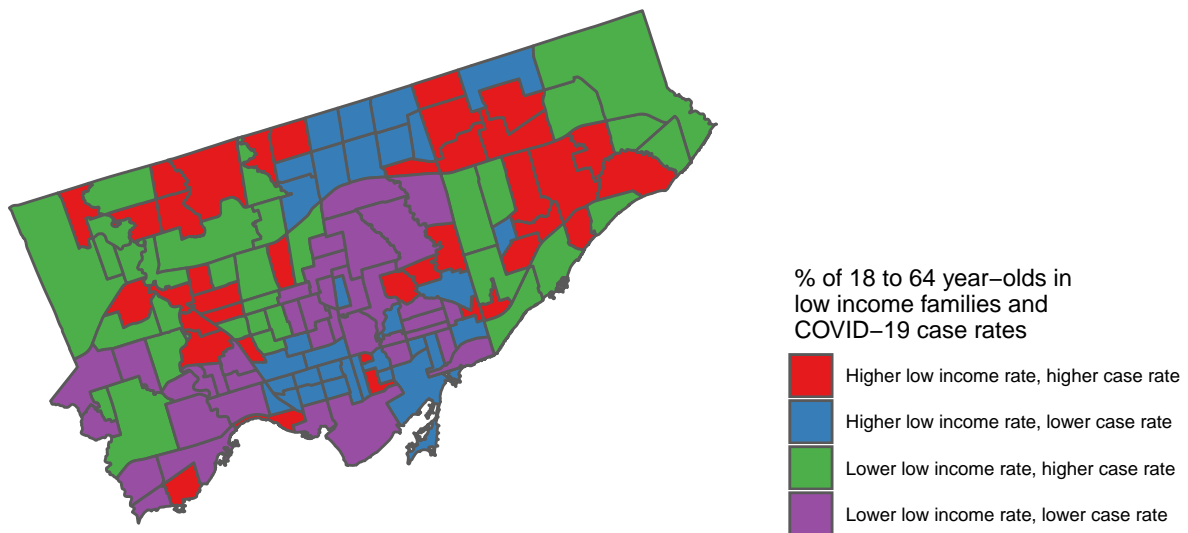 % of 18 to 64 year−olds in
low income families and
COVID−19 case rates
Higher low income rate, higher case rate
Higher low income rate, lower case rate
Lower low income rate, higher case rate
Lower low income rate, lower case rate